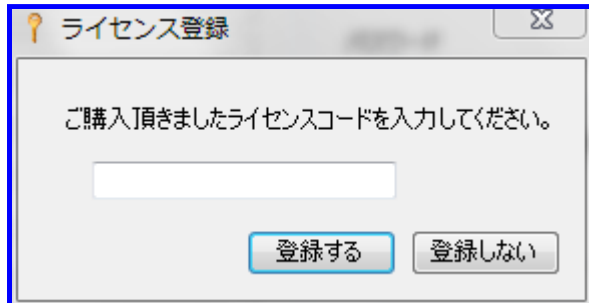 ライセンス登録
ご購入頂きましたライセンスコードを入力してください。
登録する
登録しない